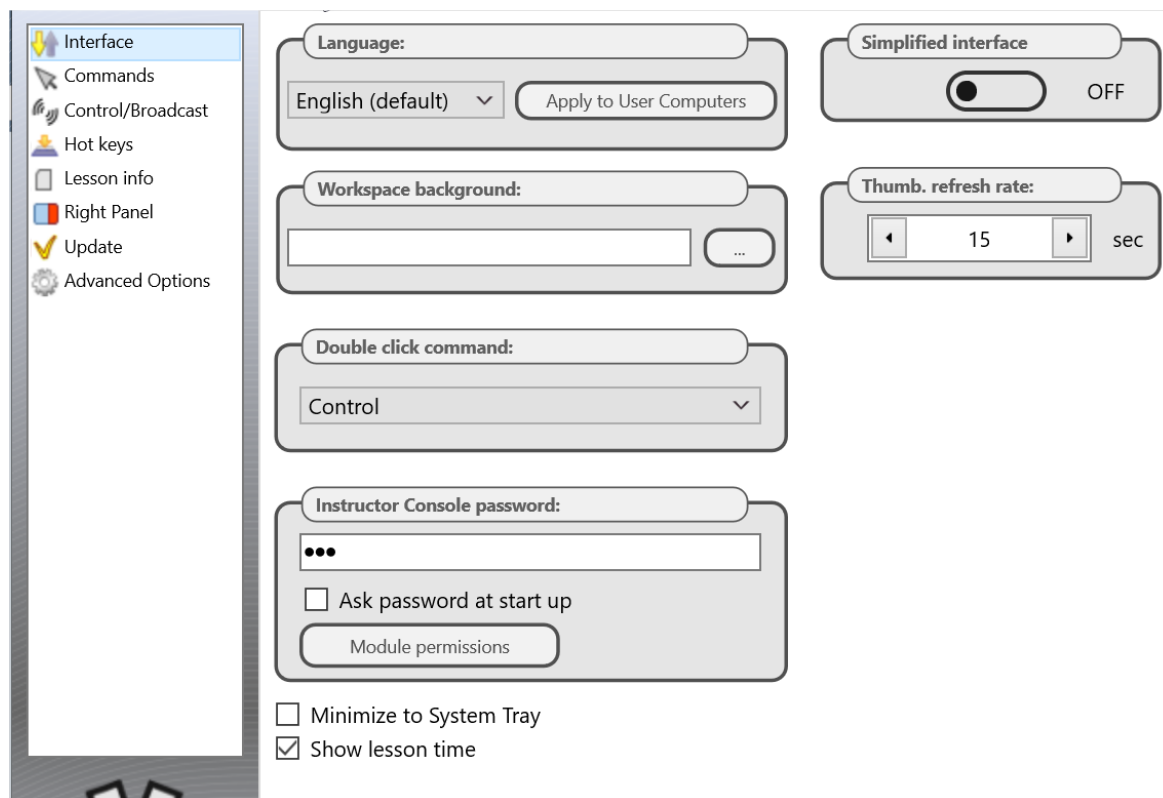 Interface
Commands
Control/Broadcast
Hot keys
Lesson info
Right Panel
Update
Advanced Options
Language:
English (default)
Apply to User Computers
Workspace background:
...
Double click command:
Control
Instructor Console password:
•••
Ask password at start up
Module permissions
Minimize to System Tray
Show lesson time
Simplified interface
OFF
Thumb. refresh rate:
15 sec